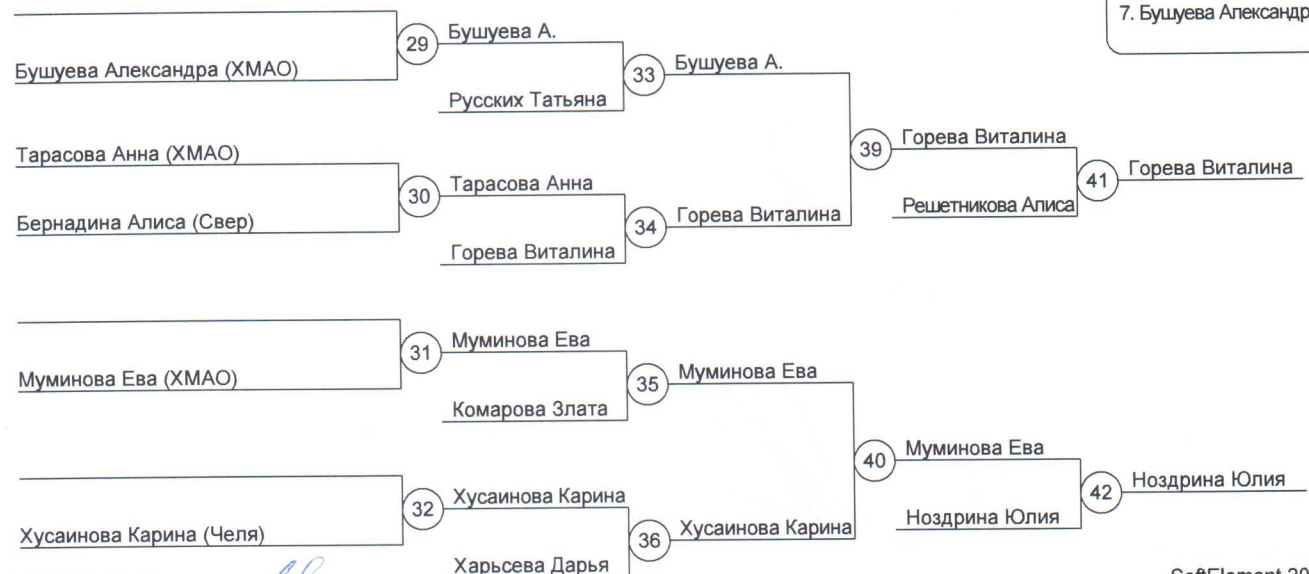 7. Бушуева Александр
29
Бушуева А.
Бушуева Александра (ХМАО)
33
Бушуева А.
Русских Татьяна
39
Горева Виталина
Тарасова Анна (ХМАО)
41
Горева Виталина
30
Тарасова Анна
Решетникова Алиса
Бернадина Алиса (Свер)
34
Горева Виталина
Горева Виталина
31
Муминова Ева
Муминова Ева (ХМАО)
35
Муминова Ева
Комарова Злата
40
Муминова Ева
42
Ноздрина Юлия
32
Хусаинова Карина
Ноздрина Юлия
Хусаинова Карина (Челя)
36
Хусаинова Карина
Харьсева Дарья